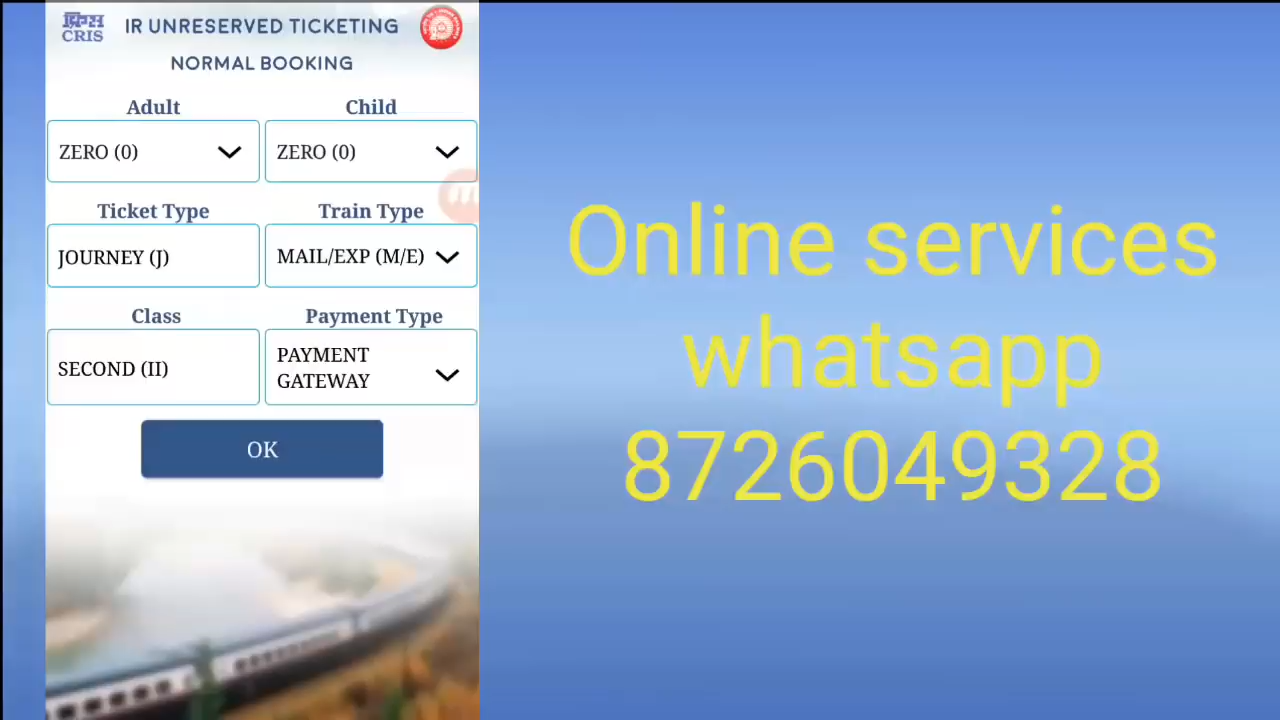 क्रिस
CRIS
IR UNRESERVED TICKETING
NORMAL BOOKING
Adult
Child
ZERO (0)
ZERO (0)
Ticket Type
Train Type
JOURNEY (J)
MAIL/EXP (M/E)
Class
Payment Type
SECOND (II)
PAYMENT
GATEWAY
OK
Online services
whatsapp
8726049328